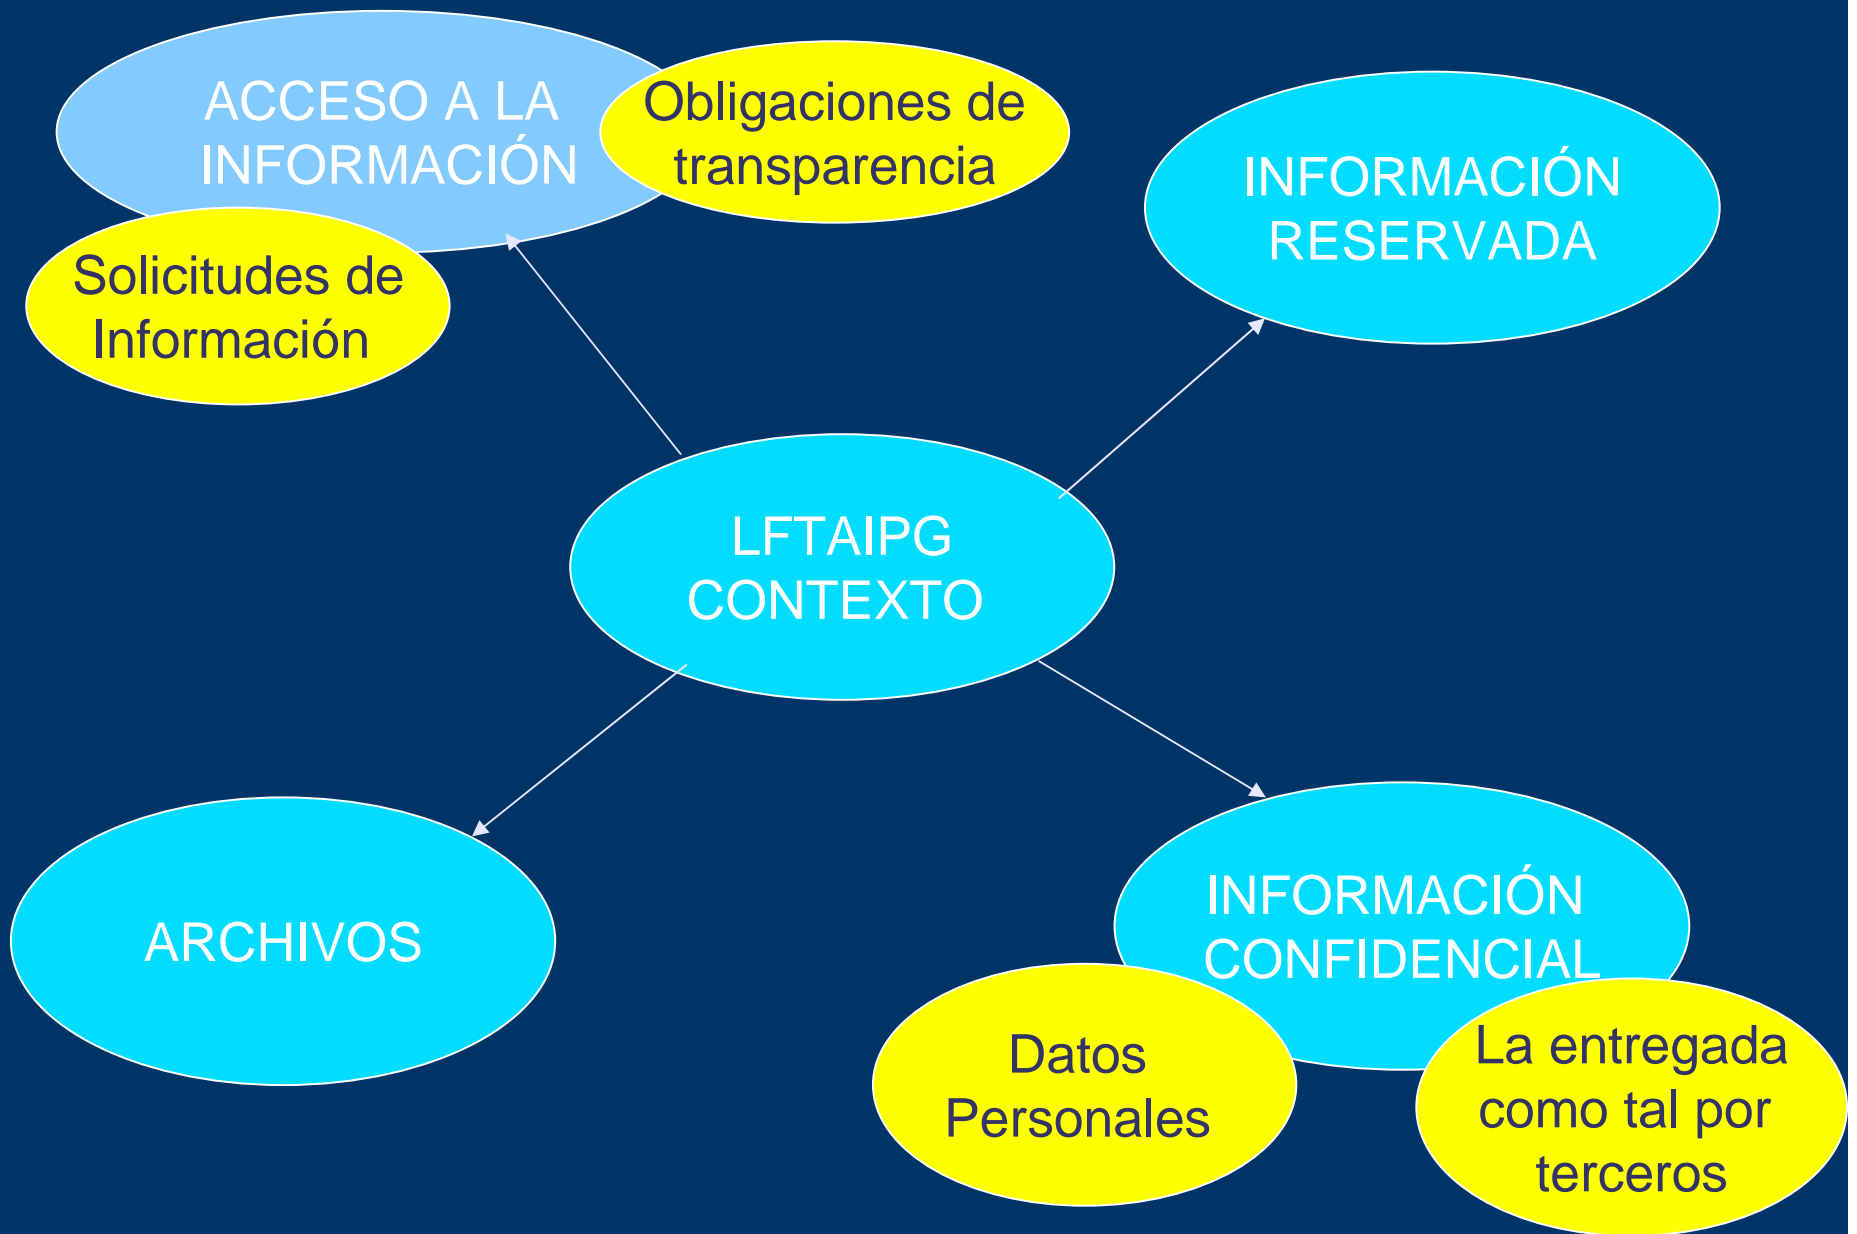 ACCESO A LA
INFORMACIÓN
Obligaciones de
transparencia
Solicitudes de
Información
INFORMACIÓN
RESERVADA
LFTAIPG
CONTEXTO
ARCHIVOS
INFORMACIÓN
CONFIDENCIAL
Datos
Personales
La entregada
como tal por
terceros